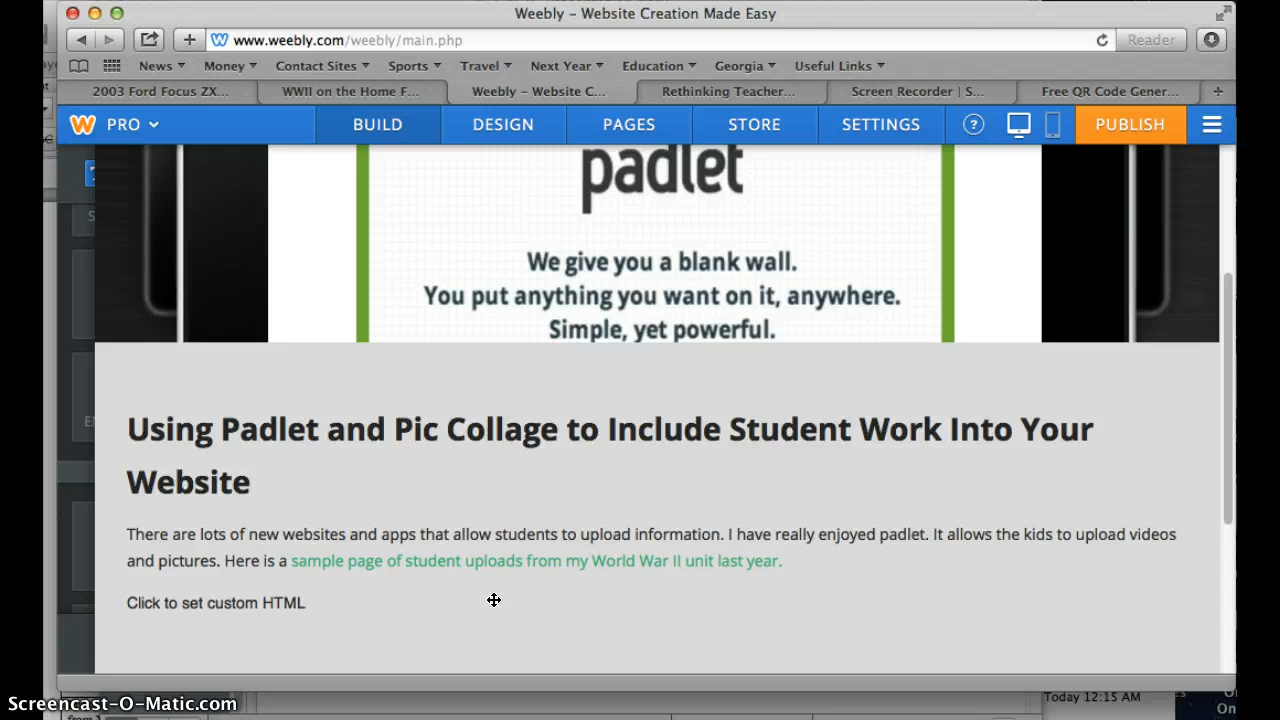 Weebly – Website Creation Made Easy
www.weebly.com/weebly/main.php
Reader
News
Money
Contact Sites
Sports
Travel
Next Year
Education
Georgia
Useful Links
2003 Ford Focus ZX...
WWII on the Home F...
Weebly – Website C...
Rethinking Teacher...
Screen Recorder | S...
Free QR Code Gener...
PRO
BUILD
DESIGN
PAGES
STORE
SETTINGS
?
PUBLISH
padlet
We give you a blank wall.
You put anything you want on it, anywhere.
Simple, yet powerful.
Using Padlet and Pic Collage to Include Student Work Into Your
Website
There are lots of new websites and apps that allow students to upload information. I have really enjoyed padlet. It allows the kids to upload videos
and pictures. Here is a sample page of student uploads from my World War II unit last year.
Click to set custom HTML
Today 12:15 AM
Screencast-O-Matic.com